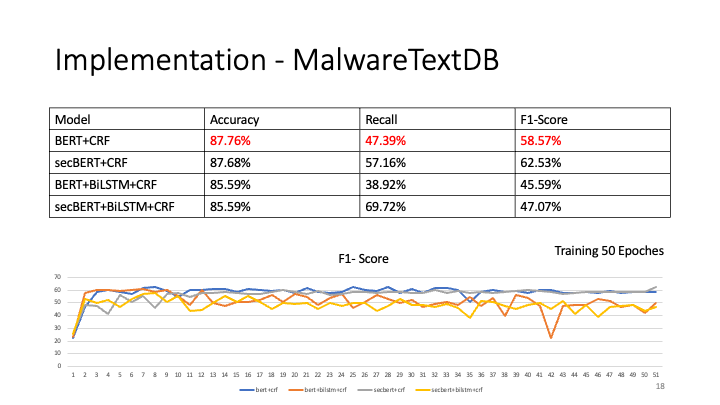 Implementation - MalwareTextDB
Model Accuracy Recall F1-Score
BERT+CRF 87.76% 47.39% 58.57%
secBERT+CRF 87.68% 57.16% 62.53%
BERT+BiLSTM+CRF 85.59% 38.92% 45.59%
secBERT+BiLSTM+CRF 85.59% 69.72% 47.07%
Training 50 Epoches
F1- Score
70
60
50
40
30
20
10
0
1 2 3 4 5 6 7 8 9 10 11 12 13 14 15 16 17 18 19 20 21 22 23 24 25 26 27 28 29 30 31 32 33 34 35 36 37 38 39 40 41 42 43 44 45 46 47 48 49 50 51
bert+crf bert+bilstm+crf secbert+crf secbert+bilstm+crf
18